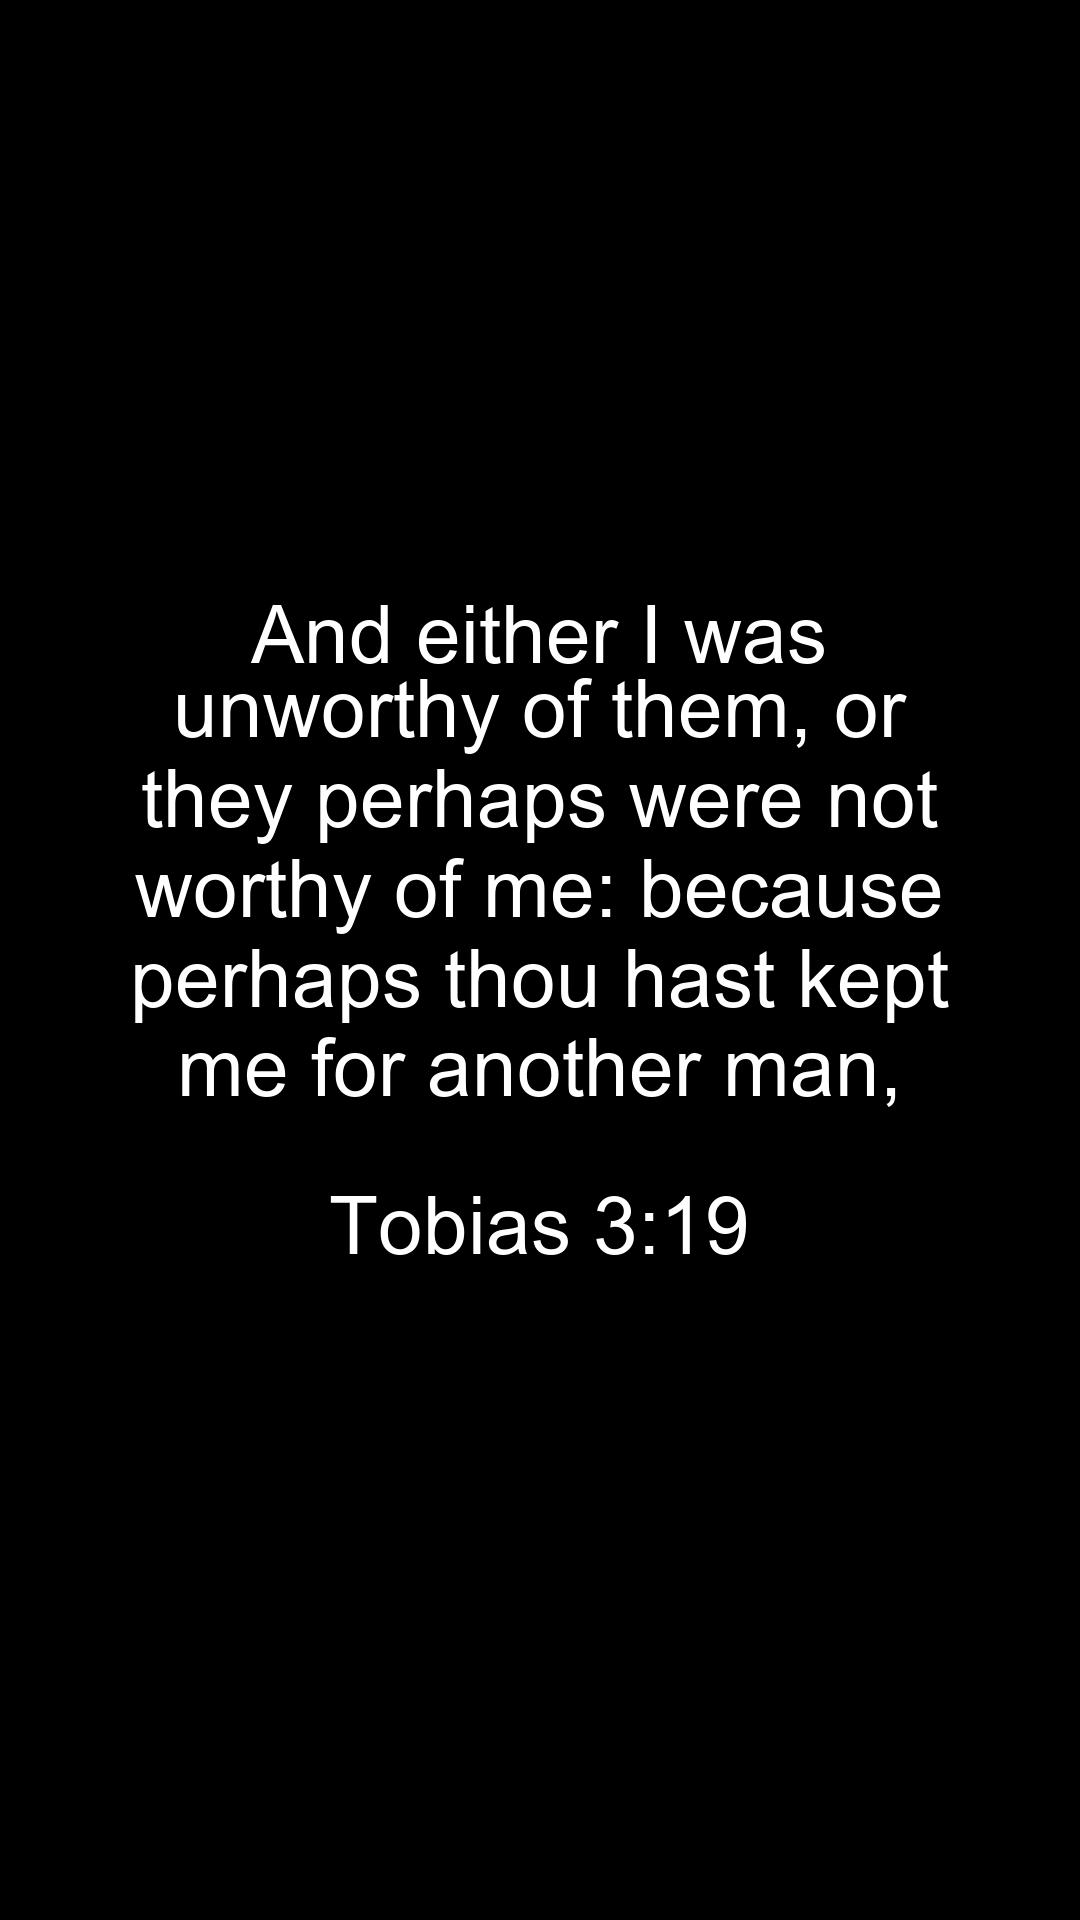 And either I was
unworthy of them, or
they perhaps were not
worthy of me: because
perhaps thou hast kept
me for another man,
Tobias 3:19